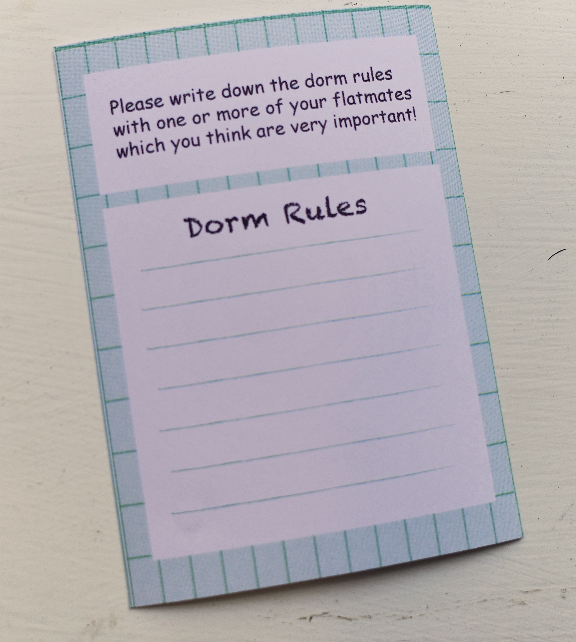 Please write down the dorm rules
with one or more of your flatmates
which you think are very important!
Dorm Rules